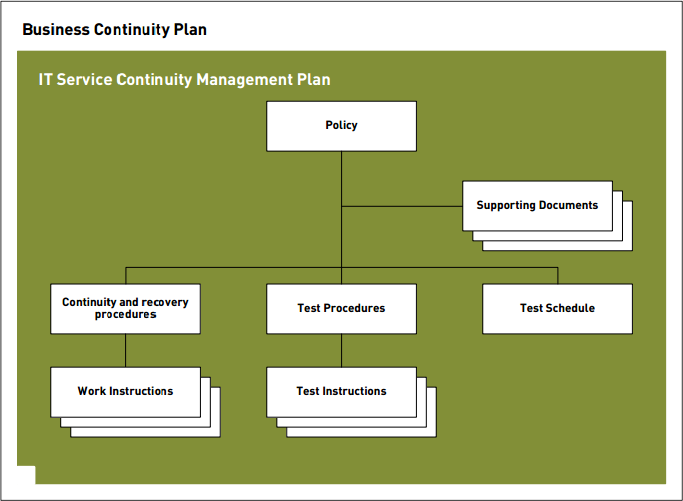 Business Continuity Plan
IT Service Continuity Management Plan
Policy
Supporting Documents
Continuity and recovery
procedures
Test Procedures
Test Schedule
Work Instructions
Test Instructions